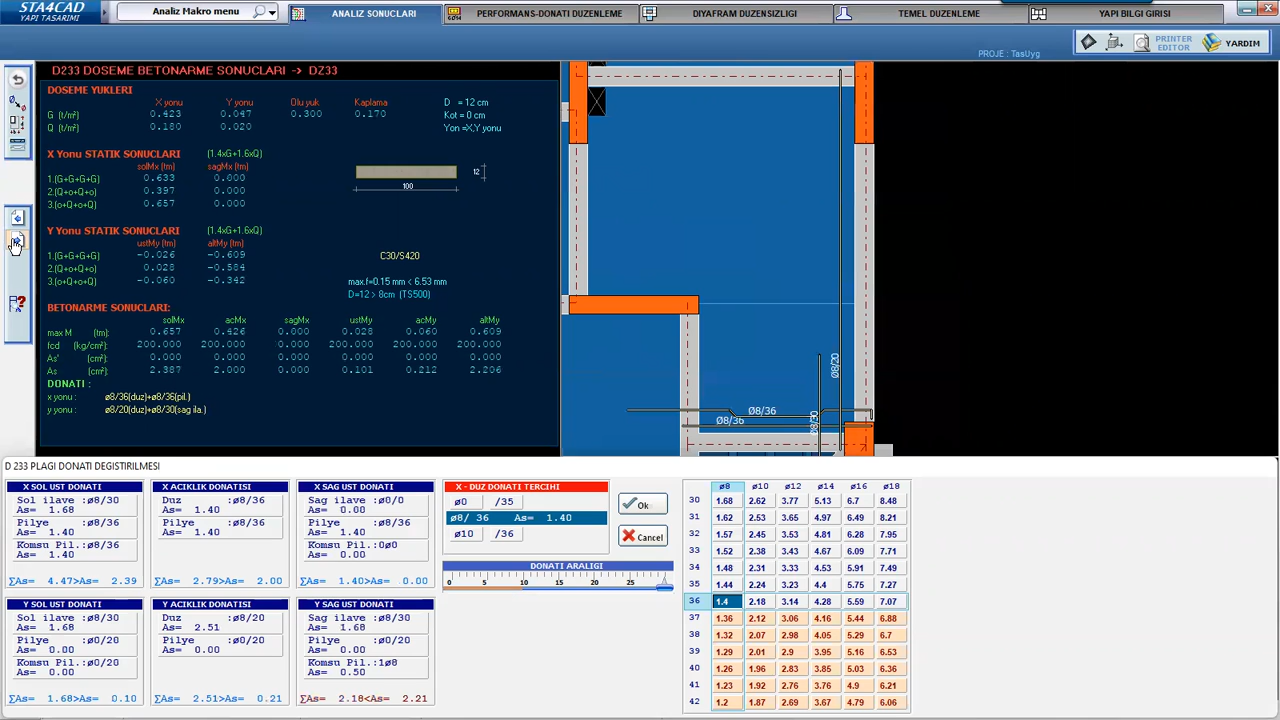 STA4CAD
YAPI TASARIMI
Analiz Makro menu
ANALIZ SONUCLARI
PERFORMANS-DONATI DUZENLEME
DIYAFRAM DUZENSIZLIGI
TEMEL DUZENLEME
YAPI BILGI GIRISI
PROJE : TasUyg
PRINTER EDITOR
YARDIM
D233 DOSEME BETONARME SONUCLARI -> DZ33
DOSEME YUKLERI
X yonu Y yonu Olu yuk Kaplama
G (t/m²) 0.423 0.047 0.300 0.170
Q (t/m²) 0.180 0.020
D = 12 cm
Kot = 0 cm
Yon =X,Y yonu
X Yonu STATIK SONUCLARI (1.4xG+1.6xQ)
solMx (tm) sagMx (tm)
1.(G+G+G+G) 0.633 0.000
2.(Q+o+Q+o) 0.397 0.000
3.(o+Q+o+Q) 0.657 0.000
12
100
Y Yonu STATIK SONUCLARI (1.4xG+1.6xQ)
ustMy (tm) altMy (tm)
1.(G+G+G+G) -0.026 -0.609
2.(Q+o+Q+o) 0.028 -0.584
3.(o+Q+o+Q) -0.060 -0.342
C30/S420
max.f=0.15 mm < 6.53 mm
D=12 > 8cm (TS500)
BETONARME SONUCLARI:
solMx acMx sagMx ustMy acMy altMy
max M (tm): 0.657 0.426 0.000 0.028 0.060 0.609
fcd (kg/cm²): 200.000 200.000 200.000 200.000 200.000 200.000
As' (cm²): 0.000 0.000 0.000 0.000 0.000 0.000
As (cm²): 2.387 2.000 0.000 0.101 0.212 2.206
DONATI :
x yonu : ø8/36(duz)+ø8/36(pil.)
y yonu : ø8/20(duz)+ø8/30(sag ila.)
Ø8/20
Ø8/30
Ø8/36
Ø8/36
D 233 PLAGI DONATI DEGISTIRILMESI
X SOL UST DONATI
Sol ilave :ø8/30
As= 1.68
Pilye :ø8/36
As= 1.40
Komsu Pil.:ø8/36
1.40
∑As= 4.47>As= 2.39
X ACIKLIK DONATI
Duz :ø8/36
As= 1.40
Pilye :ø8/36
As= 1.40
∑As= 2.79>As= 2.00
X SAG UST DONATI
Sag ilave :ø0/0
As= 0.00
Pilye :ø8/36
As= 1.40
Komsu Pil.:0ø0
As= 0.00
∑As= 1.40>As= 0.00
Y SOL UST DONATI
Sol ilave :ø8/30
As= 1.68
Pilye :ø0/20
As= 0.00
Komsu Pil.:ø0/20
As= 0.00
∑As= 1.68>As= 0.10
Y ACIKLIK DONATI
Duz :ø8/20
As= 2.51
Pilye :ø0/20
As= 0.00
∑As= 2.51>As= 0.21
Y SAG UST DONATI
Sag ilave :ø8/30
As= 1.68
Pilye :ø0/20
As= 0.00
Komsu Pil.:1ø8
As= 0.50
∑As= 2.18<As= 2.21
X - DUZ DONATI TERCIHI
ø0 /35
ø8/ 36 As= 1.40
ø10 /36
Ok
Cancel
DONATI ARALIGI
0 5 10 15 20 25
ø8 ø10 ø12 ø14 ø16 ø18
30 1.68 2.62 3.77 5.13 6.7 8.48
31 1.62 2.53 3.65 4.97 6.49 8.21
32 1.57 2.45 3.53 4.81 6.28 7.95
33 1.52 2.38 3.43 4.67 6.09 7.71
34 1.48 2.31 3.33 4.53 5.91 7.49
35 1.44 2.24 3.23 4.4 5.75 7.27
36 1.4 2.18 3.14 4.28 5.59 7.07
37 1.36 2.12 3.06 4.16 5.44 6.88
38 1.32 2.07 2.98 4.05 5.29 6.7
39 1.29 2.01 2.9 3.95 5.16 6.53
40 1.26 1.96 2.83 3.85 5.03 6.36
41 1.23 1.92 2.76 3.76 4.9 6.21
42 1.2 1.87 2.69 3.67 4.79 6.06